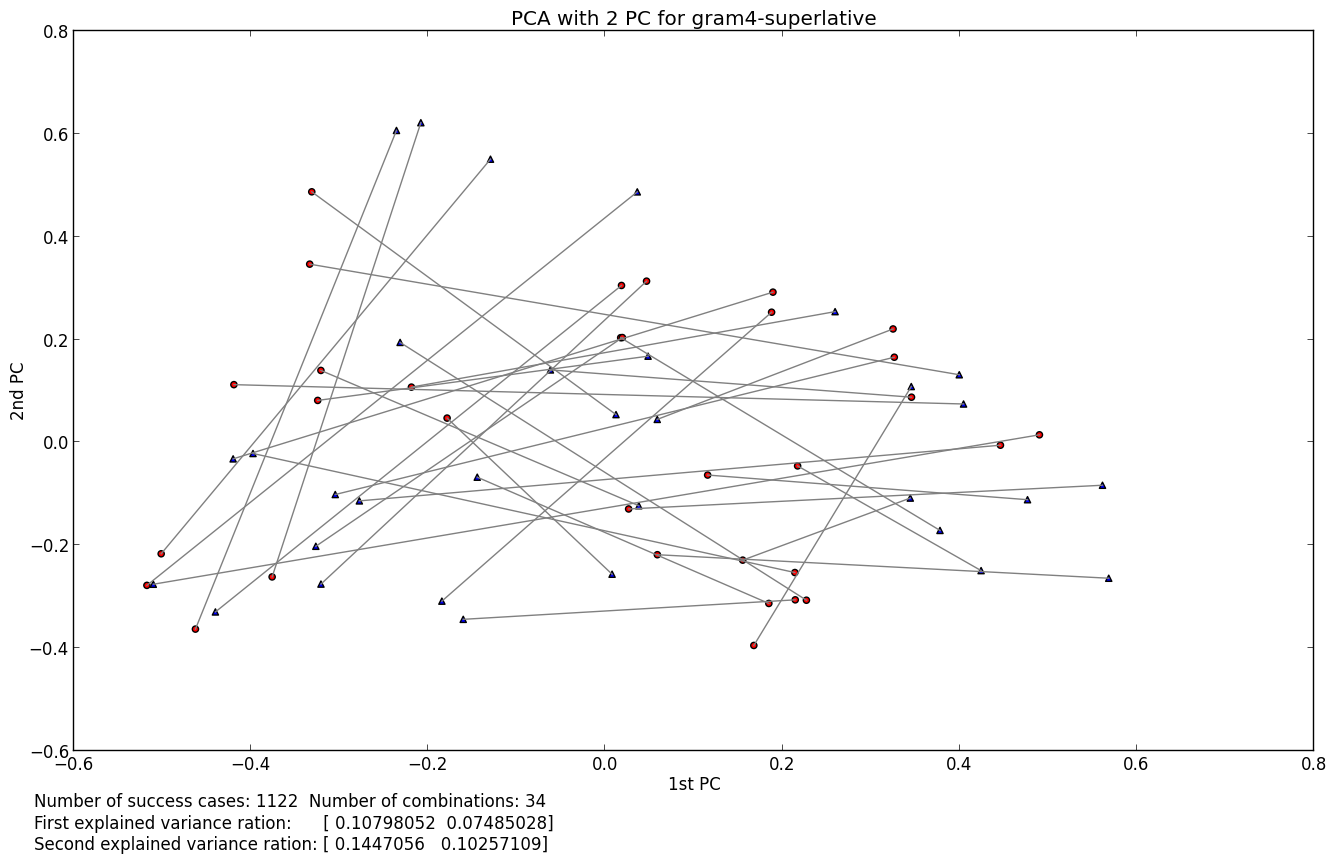 PCA with 2 PC for gram4-superlative
0.8
0.6
0.4
0.2
0.0
−0.2
−0.4
−0.6
2nd PC
−0.6 −0.4 −0.2 0.0 0.2 0.4 0.6 0.8
1st PC
Number of success cases: 1122 Number of combinations: 34
First explained variance ration: [ 0.10798052 0.07485028]
Second explained variance ration: [ 0.1447056 0.10257109]